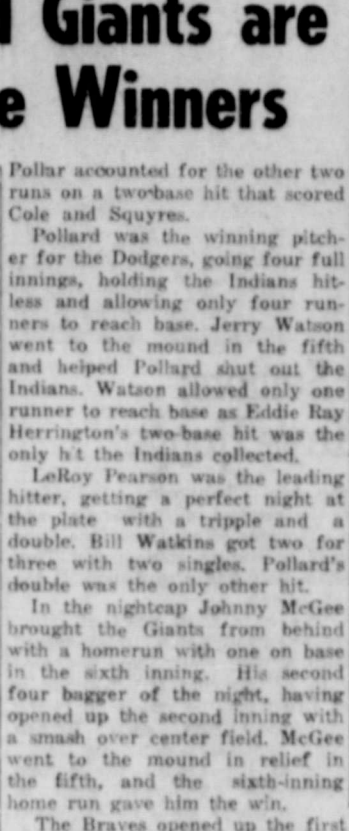 Giants are
e Winners
Pollar accounted for the other two
runs on a two-base hit that scored
Cole and Squyres.
Pollard was the winning pitch-
er for the Dodgers, going four full
innings, holding the Indians hit-
less and allowing only four run-
ners to reach base. Jerry Watson
went to the mound in the fifth
and helped Pollard shut out the
Indians. Watson allowed only one
runner to reach base as Eddie Ray
Herrington's two-base hit was the
only h't the Indians collected.
LeRoy Pearson was the leading
hitter, getting a perfect night at
the plate with a tripple and a
double. Bill Watkins got two for
three with two singles. Pollard's
double was the only other hit.
In the nightcap Johnny McGee
brought the Giants from behind
with a homerun with one on base
in the sixth inning. His second
four bagger of the night, having
opened up the second inning with
a smash over center field. McGee
went to the mound in relief in
the fifth, and the sixth-inning
home run gave him the win.
The Braves opened up the first